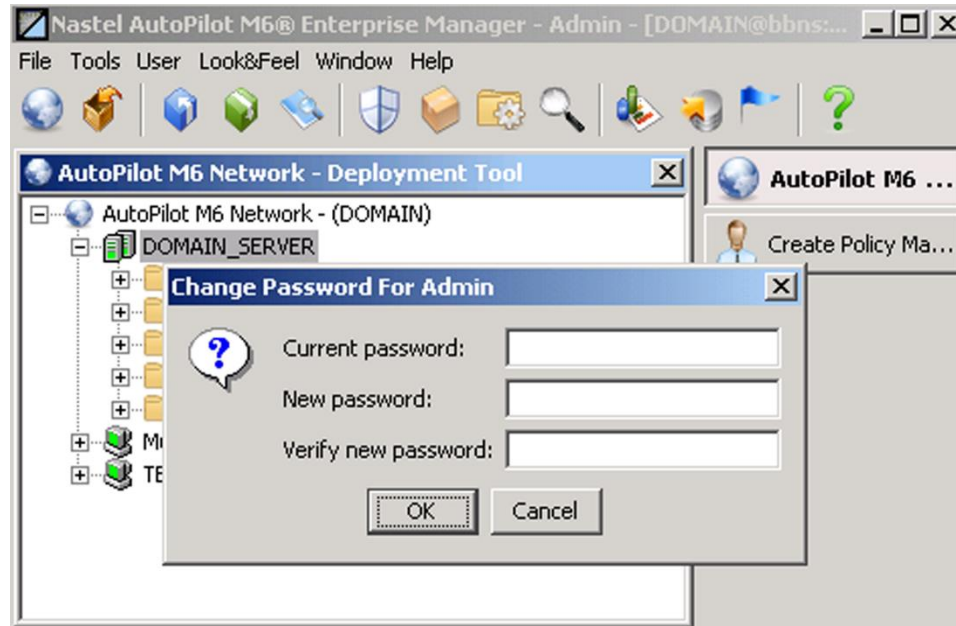 Nastel AutoPilot M6® Enterprise Manager - Admin - [DOMAIN@bbns:...
File Tools User Look&Feel Window Help
AutoPilot M6 Network - Deployment Tool
AutoPilot M6 ...
AutoPilot M6 Network - (DOMAIN)
DOMAIN_SERVER
Create Policy Ma...
Change Password For Admin
Current password:
New password:
Verify new password:
OK Cancel